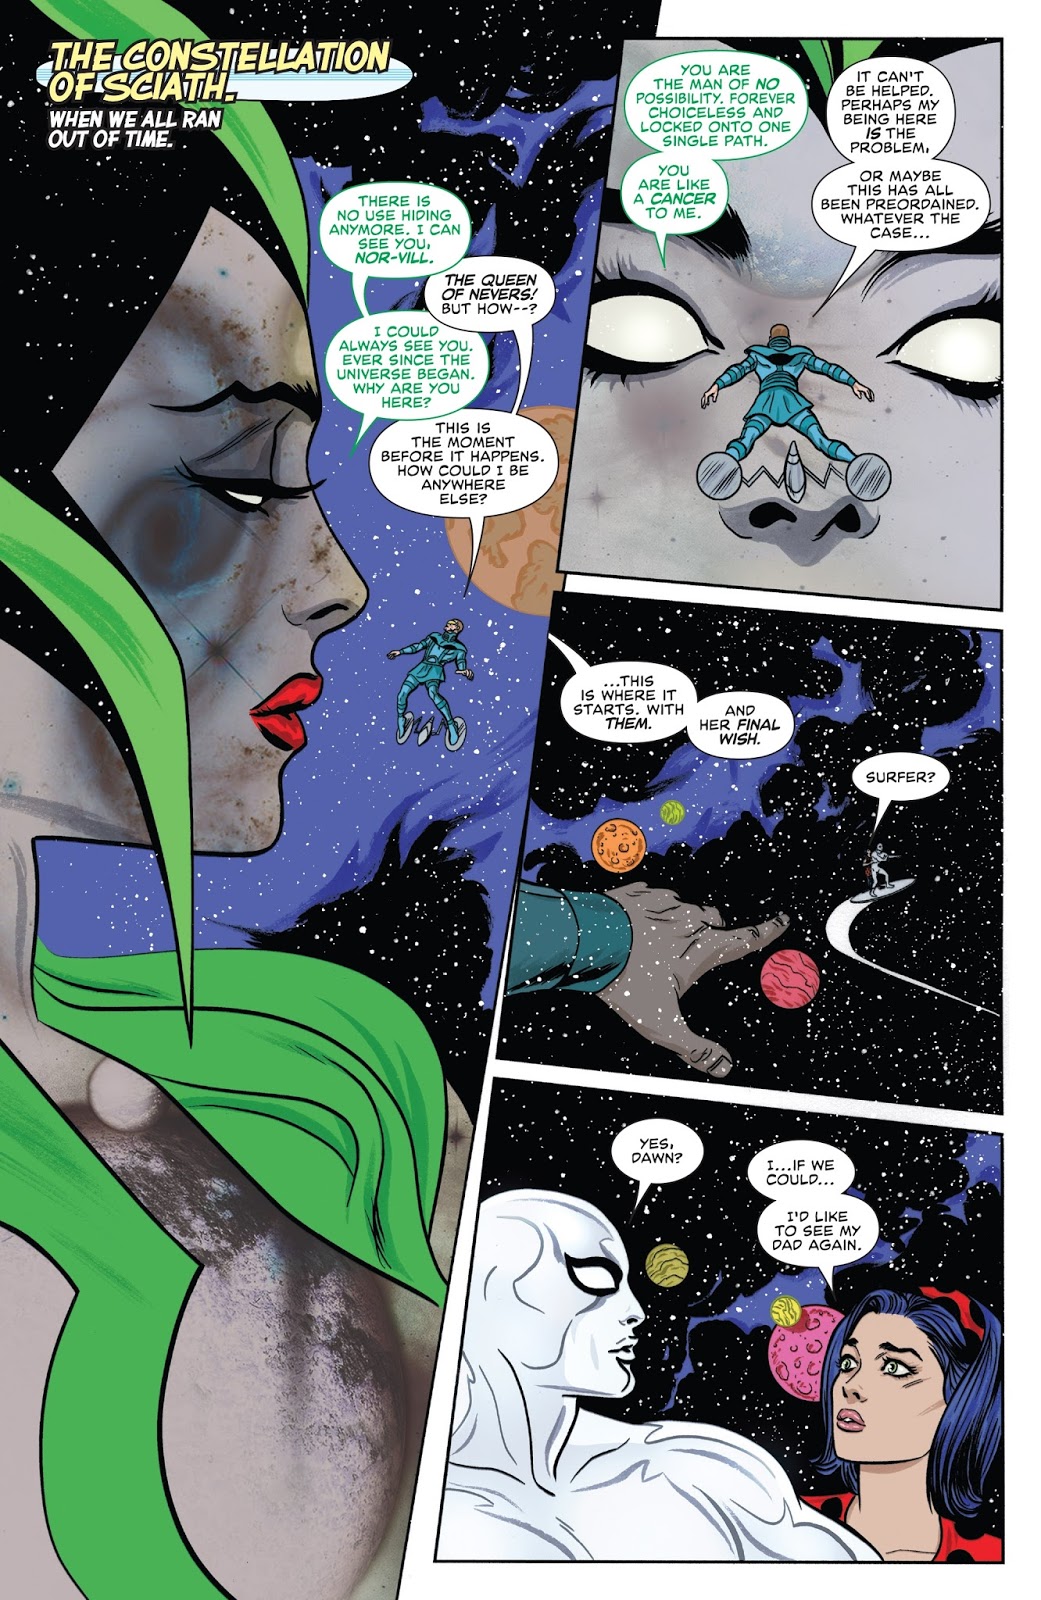 THE CONSTELLATION
OF SCIATH.
WHEN WE ALL RAN
OUT OF TIME.
THERE IS
NO USE HIDING
ANYMORE. I CAN
SEE YOU,
NOR-VILL.
THE QUEEN
OF NEVERS!
BUT HOW--?
I COULD
ALWAYS SEE YOU.
EVER SINCE THE
UNIVERSE BEGAN.
WHY ARE YOU
HERE?
THIS IS
THE MOMENT
BEFORE IT HAPPENS.
HOW COULD I BE
ANYWHERE
ELSE?
YOU ARE
THE MAN OF NO
POSSIBILITY. FOREVER
CHOICELESS AND
LOCKED ONTO ONE
SINGLE PATH.
YOU
ARE LIKE
A CANCER
TO ME.
IT CAN'T
BE HELPED.
PERHAPS MY
BEING HERE
IS THE
PROBLEM,
OR MAYBE
THIS HAS ALL
BEEN PREORDAINED.
WHATEVER THE
CASE...
...THIS
IS WHERE IT
STARTS. WITH
THEM.
AND
HER FINAL
WISH.
SURFER?
YES,
DAWN?
I...IF WE
COULD...
I'D LIKE
TO SEE MY
DAD AGAIN.